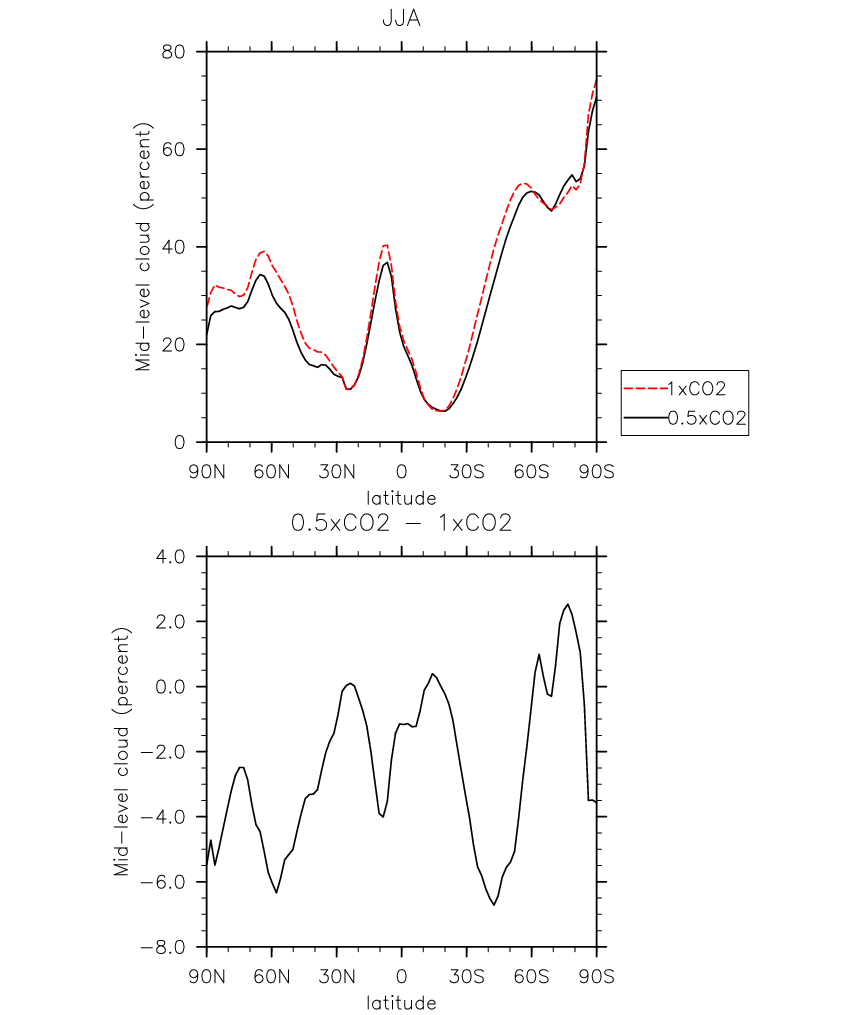 JJA
80
60
40
20
0
Mid-level cloud (percent)
90N 60N 30N 0 30S 60S 90S
latitude
1xCO2
0.5xCO2
0.5xCO2 - 1xCO2
4.0
2.0
0.0
-2.0
-4.0
-6.0
-8.0
Mid-level cloud (percent)
90N 60N 30N 0 30S 60S 90S
latitude